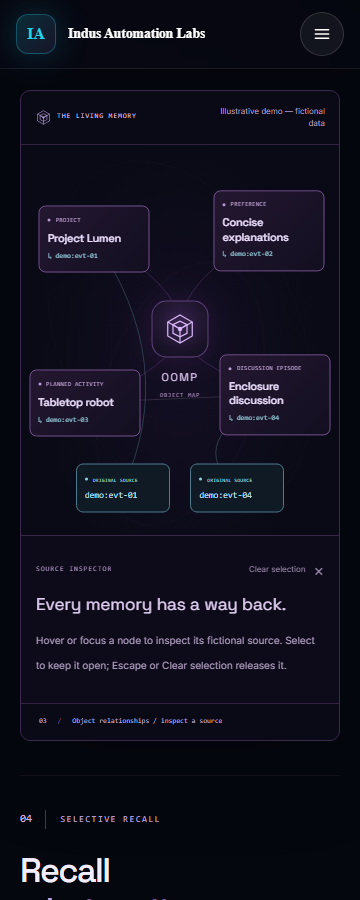 IA
Indus Automation Labs
THE LIVING MEMORY
Illustrative demo — fictional
data
PROJECT
Project Lumen
↳ demo:evt-01
PREFERENCE
Concise
explanations
↳ demo:evt-02
OOMP
OBJECT MAP
PLANNED ACTIVITY
Tabletop robot
↳ demo:evt-03
DISCUSSION EPISODE
Enclosure
discussion
↳ demo:evt-04
ORIGINAL SOURCE
demo:evt-01
ORIGINAL SOURCE
demo:evt-04
SOURCE INSPECTOR
Clear selection ×
Every memory has a way back.
Hover or focus a node to inspect its fictional source. Select
to keep it open; Escape or Clear selection releases it.
03 / Object relationships / inspect a source
04 SELECTIVE RECALL
Recall